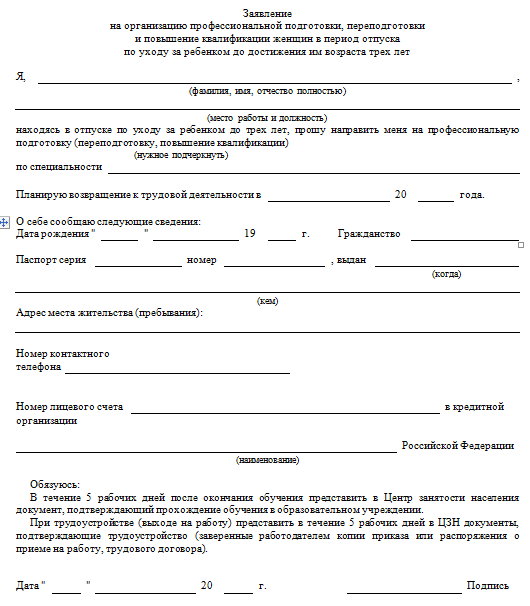 Заявление
на организацию профессиональной подготовки, переподготовки
и повышение квалификации женщин в период отпуска
по уходу за ребенком до достижения им возраста трех лет
Я, ,
(фамилия, имя, отчество полностью)
(место работы и должность)
находясь в отпуске по уходу за ребенком до трех лет, прошу направить меня на профессиональную
подготовку (переподготовку, повышение квалификации)
(нужное подчеркнуть)
по специальности
Планирую возвращение к трудовой деятельности в 20 года.
О себе сообщаю следующие сведения:
Дата рождения " " 19 г. Гражданство
Паспорт серия номер , выдан
(когда)
(кем)
Адрес места жительства (пребывания):
Номер контактного
телефона
Номер лицевого счета в кредитной
организации
Российской Федерации
(наименование)
Обязуюсь:
В течение 5 рабочих дней после окончания обучения представить в Центр занятости населения
документ, подтверждающий прохождение обучения в образовательном учреждении.
При трудоустройстве (выходе на работу) представить в течение 5 рабочих дней в ЦЗН документы,
подтверждающие трудоустройство (заверенные работодателем копии приказа или распоряжения о
приеме на работу, трудового договора).
Дата " " 20 г. Подпись